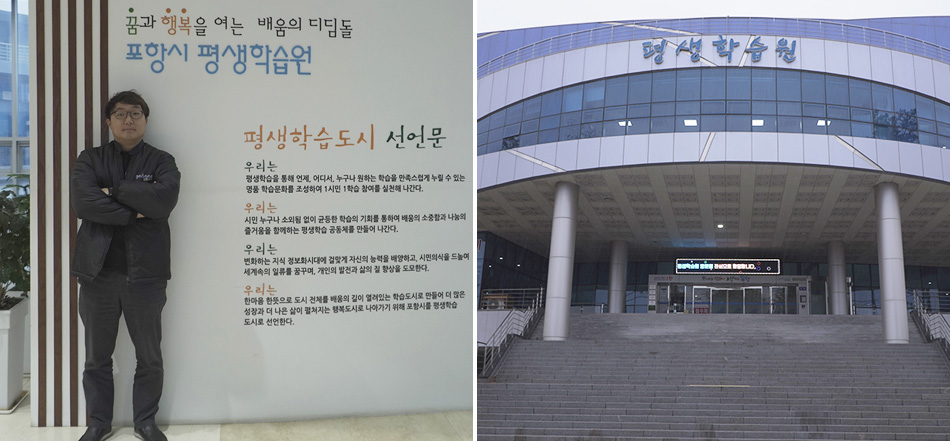 꿈과 행복을 여는 배움의 디딤돌
포항시 평생학습원
평생학습도시 선언문
우리는
평생학습을 통해 언제, 어디서, 누구나 원하는 학습을 만족스럽게 누릴 수 있는
명품 학습문화를 조성하여 1시민 1학습 참여를 실천해 나간다.
우리는
시민 누구나 소외됨 없이 균등한 학습의 기회를 통하여 배움의 소중함과 나눔의
즐거움을 함께하는 평생학습 공동체를 만들어 나간다.
우리는
변화하는 지식 정보화시대에 걸맞게 자신의 능력을 배양하고, 시민의식을 드높여
세계속의 일류를 꿈꾸며, 개인의 발전과 삶의 질 향상을 도모한다.
우리는
한마음 한뜻으로 도시 전체를 배움의 길이 열려있는 학습도시로 만들어 더 많은
성장과 더 나은 삶이 펼쳐지는 행복도시로 나아가기 위해 포항시를 평생학습
도시로 선언한다.
평생학습원